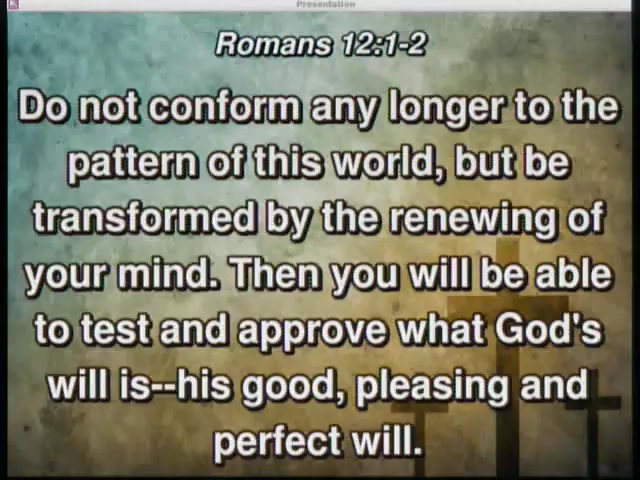 Presentation
Romans 12:1-2
Do not conform any longer to the
pattern of this world, but be
transformed by the renewing of
your mind. Then you will be able
to test and approve what God's
will is--his good, pleasing and
perfect will.